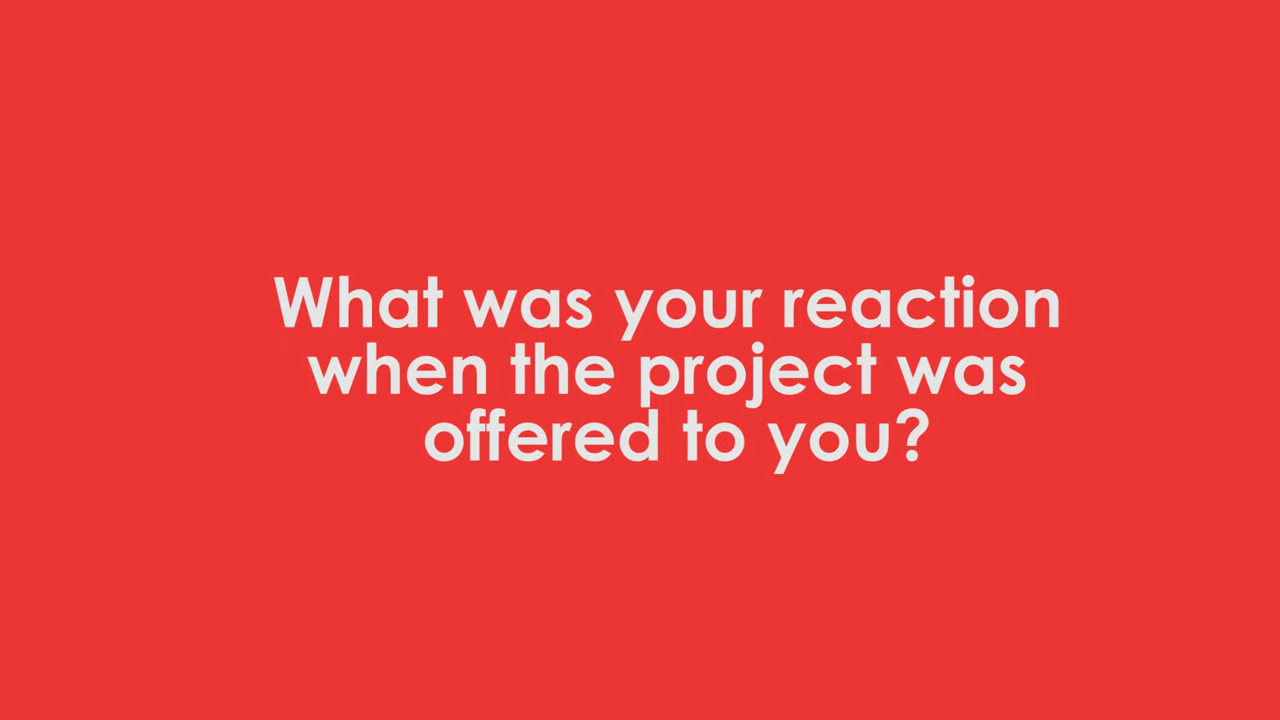 What was your reaction
when the project was
offered to you?